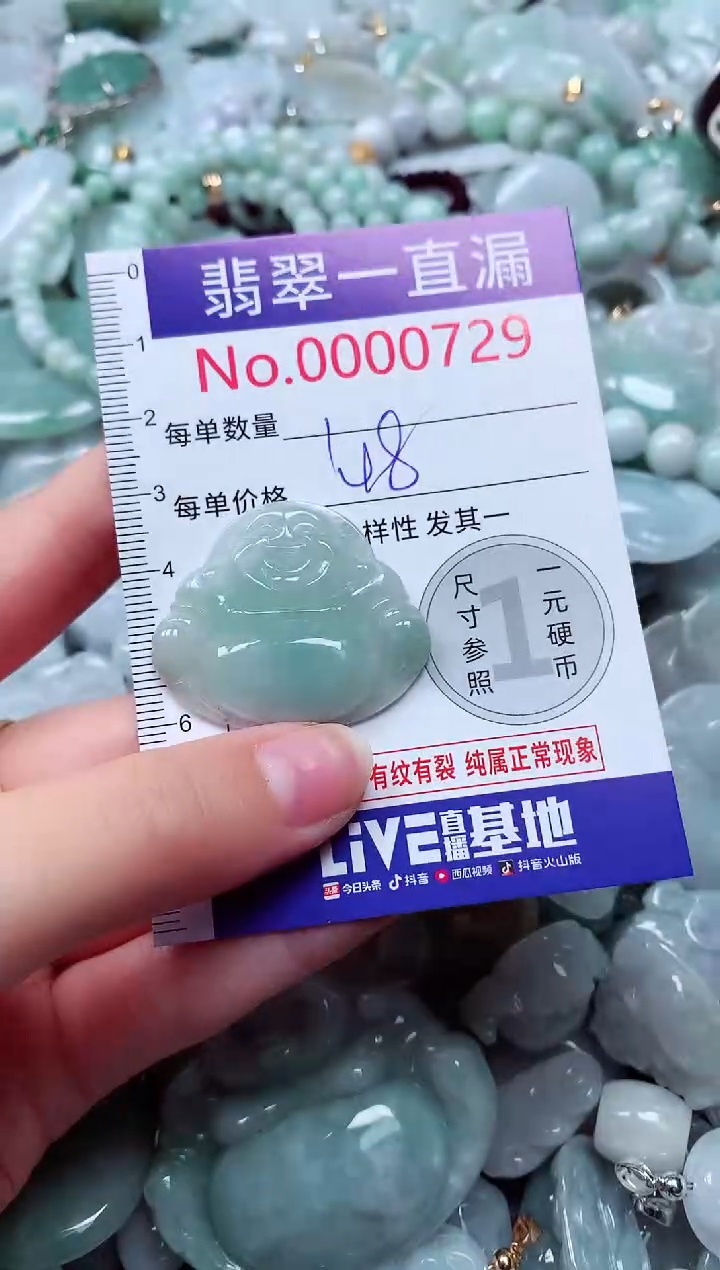 翡翠一直漏
No.0000729
每单数量
148
每单价格
样性 发其一
尺寸参照
1
一元硬币
有纹有裂 纯属正常现象
LiVE直播基地
头条 今日头条 抖音 西瓜视频 抖音火山版
0
1
2
3
4
6